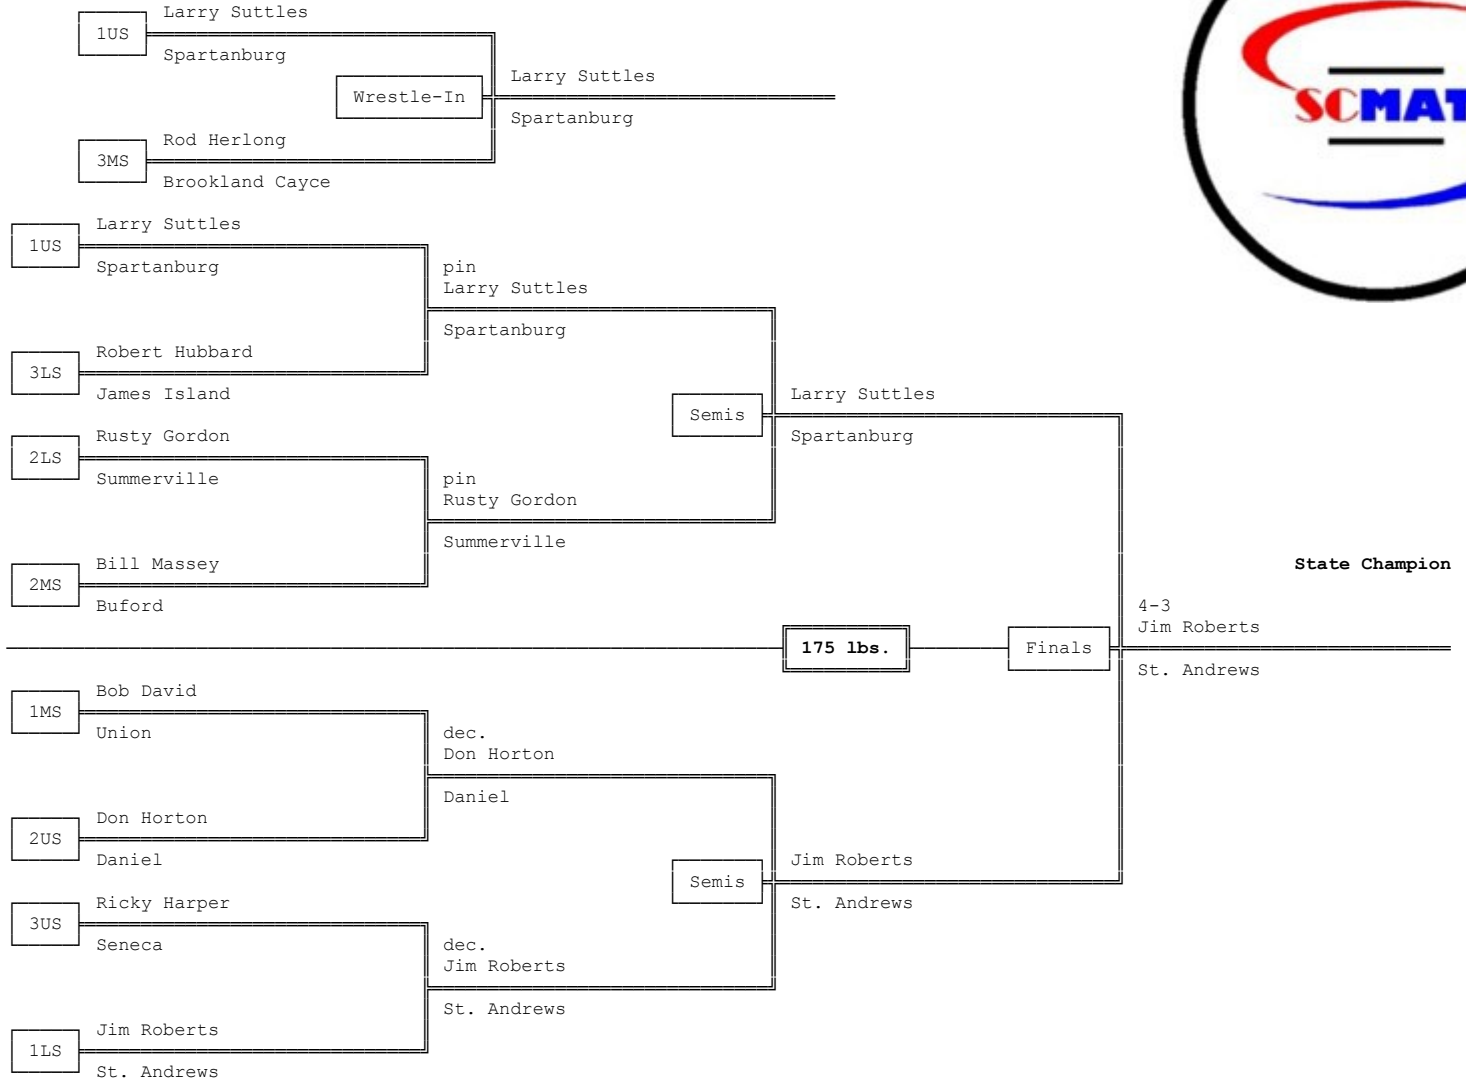 Larry Suttles
1US
Spartanburg
Larry Suttles
Wrestle-In
Spartanburg
Rod Herlong
3MS
Brookland Cayce
SCMAT
Larry Suttles
1US
Spartanburg
pin
Larry Suttles
Spartanburg
Robert Hubbard
3LS
James Island
Larry Suttles
Semis
Spartanburg
Rusty Gordon
2LS
Summerville
pin
Rusty Gordon
Summerville
Bill Massey
2MS
Buford
State Champion
4-3
Jim Roberts
175 lbs.
Finals
St. Andrews
Bob David
1MS
Union
dec.
Don Horton
Daniel
Don Horton
2US
Daniel
Jim Roberts
Semis
St. Andrews
Ricky Harper
3US
Seneca
dec.
Jim Roberts
St. Andrews
Jim Roberts
1LS
St. Andrews